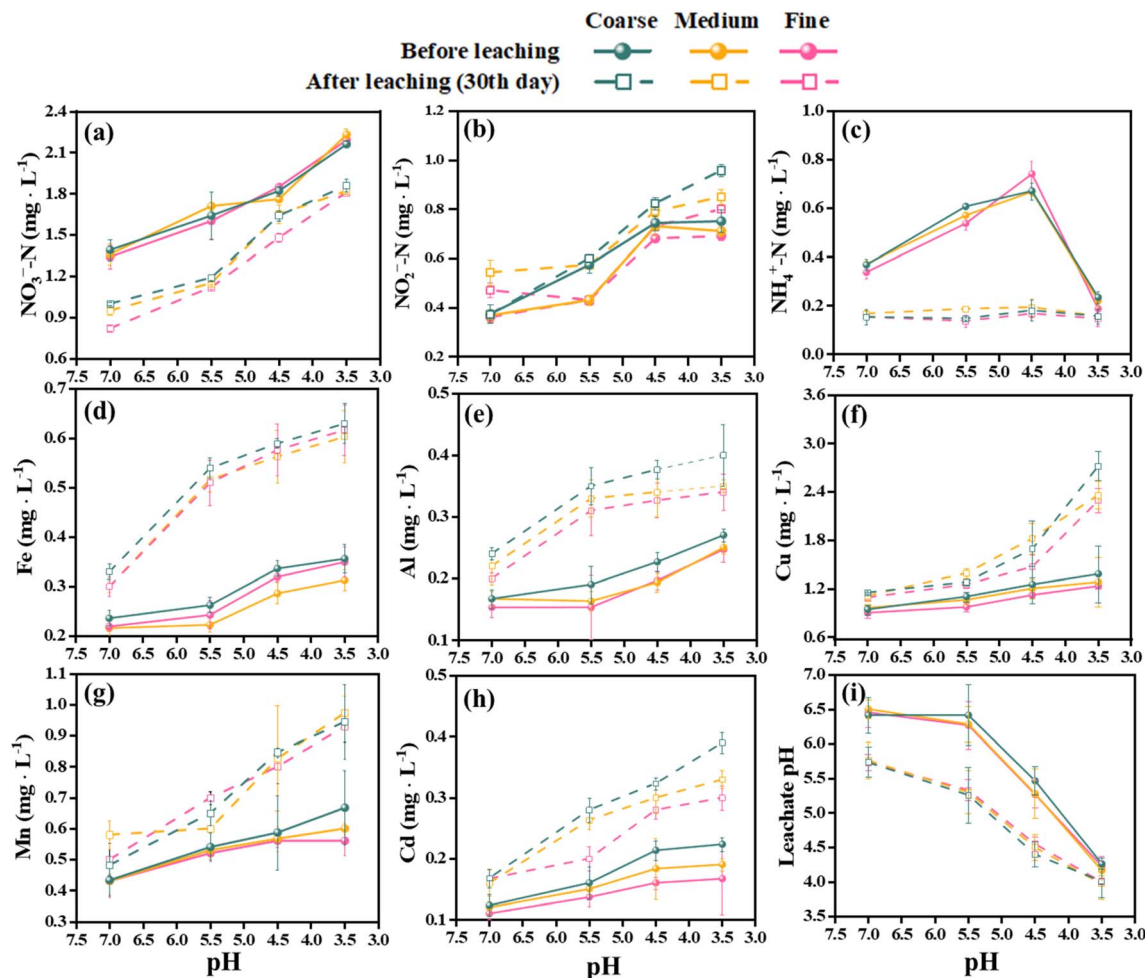 Coarse Medium Fine
Before leaching
After leaching (30th day)
(a)
NO₃⁻-N (mg · L⁻¹)
2.4
2.1
1.8
1.5
1.2
0.9
0.6
7.5 7.0 6.5 6.0 5.5 5.0 4.5 4.0 3.5 3.0
(b)
NO₂⁻-N (mg · L⁻¹)
1.2
1.0
0.8
0.6
0.4
0.2
7.5 7.0 6.5 6.0 5.5 5.0 4.5 4.0 3.5 3.0
(c)
NH₄⁺-N (mg · L⁻¹)
1.0
0.8
0.6
0.4
0.2
0.0
7.5 7.0 6.5 6.0 5.5 5.0 4.5 4.0 3.5 3.0
(d)
Fe (mg · L⁻¹)
0.7
0.6
0.5
0.4
0.3
0.2
7.5 7.0 6.5 6.0 5.5 5.0 4.5 4.0 3.5 3.0
(e)
Al (mg · L⁻¹)
0.5
0.4
0.3
0.2
0.1
7.5 7.0 6.5 6.0 5.5 5.0 4.5 4.0 3.5 3.0
(f)
Cu (mg · L⁻¹)
3.6
3.0
2.4
1.8
1.2
0.6
7.5 7.0 6.5 6.0 5.5 5.0 4.5 4.0 3.5 3.0
(g)
Mn (mg · L⁻¹)
1.1
1.0
0.9
0.8
0.7
0.6
0.5
0.4
0.3
7.5 7.0 6.5 6.0 5.5 5.0 4.5 4.0 3.5 3.0
pH
(h)
Cd (mg · L⁻¹)
0.5
0.4
0.3
0.2
0.1
7.5 7.0 6.5 6.0 5.5 5.0 4.5 4.0 3.5 3.0
pH
(i)
Leachate pH
7.0
6.5
6.0
5.5
5.0
4.5
4.0
3.5
7.5 7.0 6.5 6.0 5.5 5.0 4.5 4.0 3.5 3.0
pH